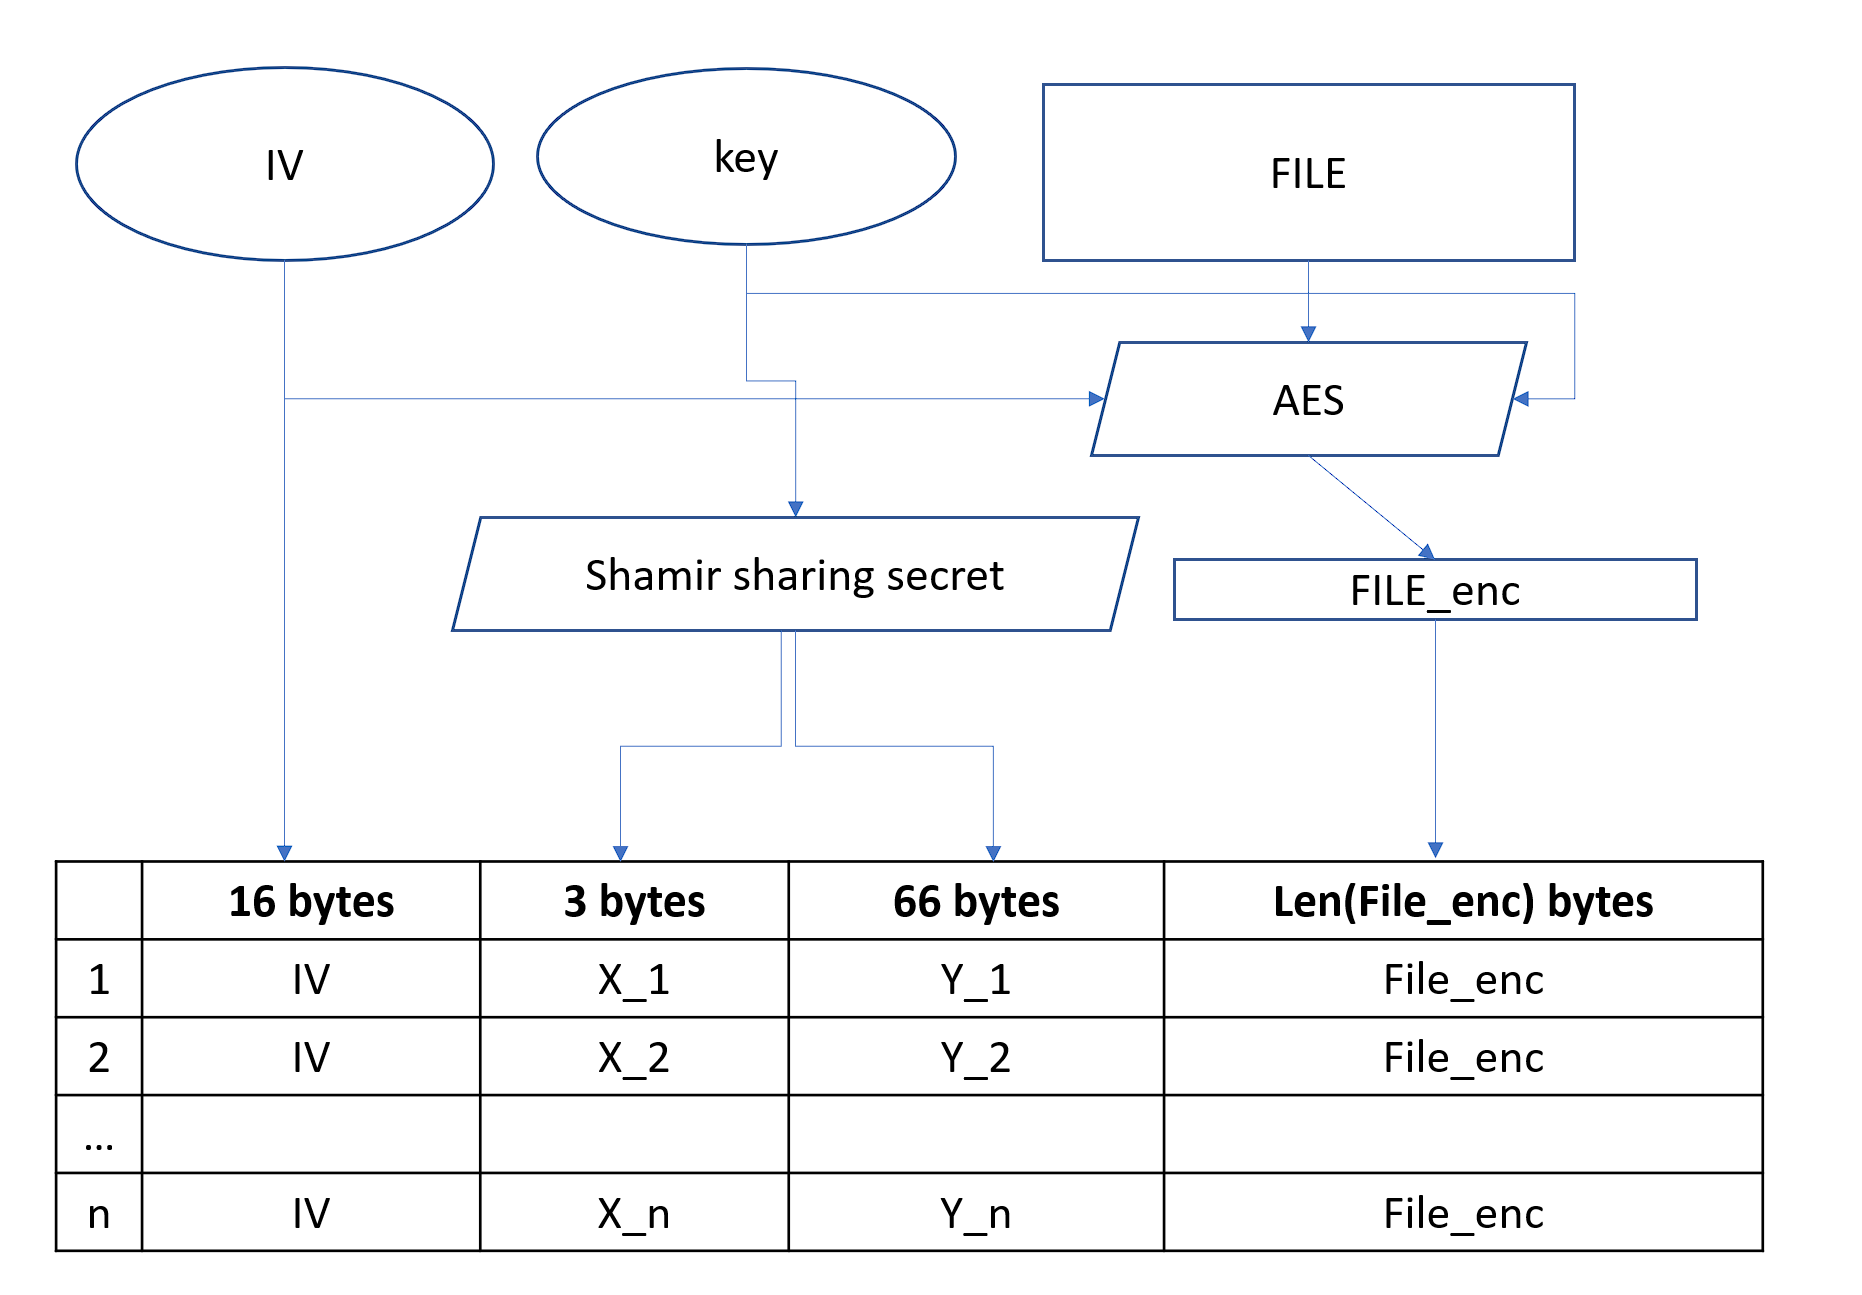 IV
key
FILE
AES
Shamir sharing secret
FILE_enc
16 bytes 3 bytes 66 bytes Len(File_enc) bytes
1 IV X_1 Y_1 File_enc
2 IV X_2 Y_2 File_enc
...
n IV X_n Y_n File_enc